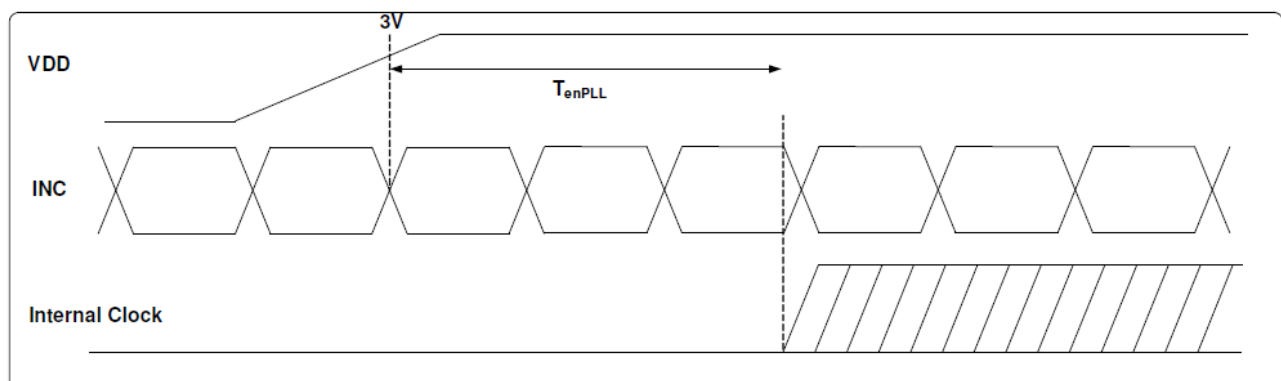 3V
VDD
TenPLL
INC
Internal Clock